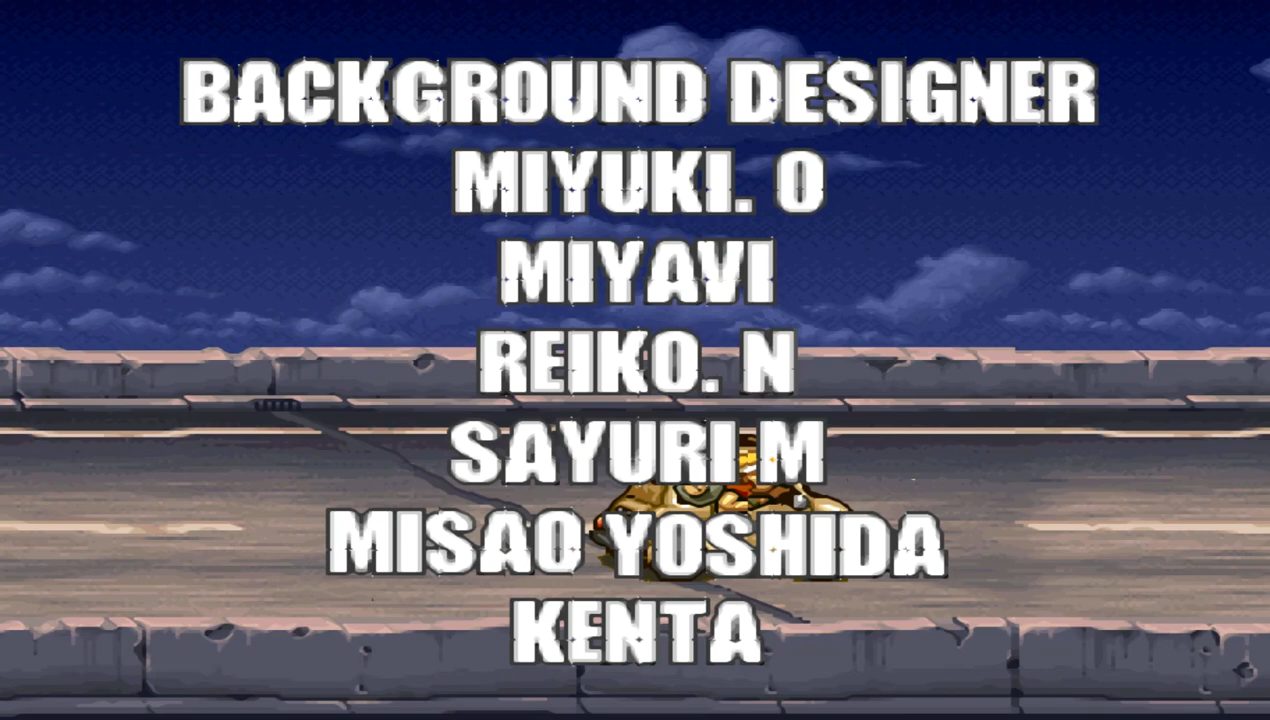 BACKGROUND DESIGNER
MIYUKI. O
MIYAVI
REIKO. N
SAYURI M
MISAO YOSHIDA
KENTA